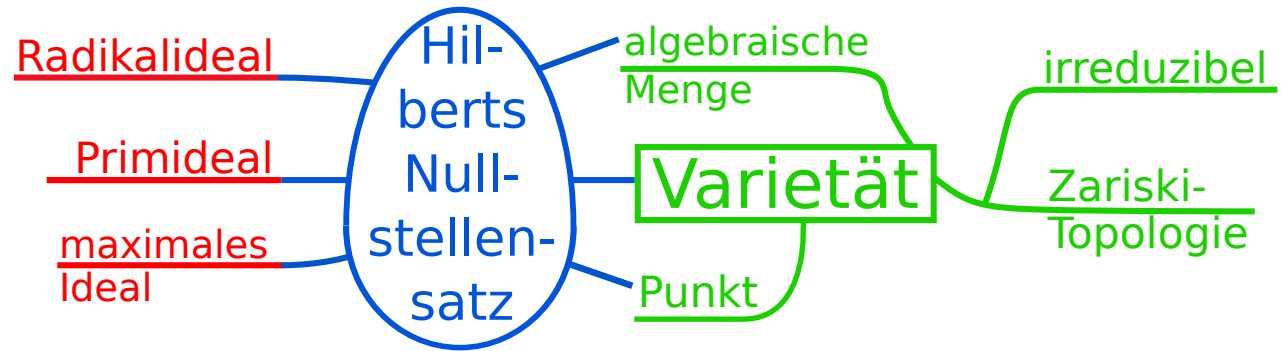 Radikalideal
Primideal
maximales
Ideal
Hil-
berts
Null-
stellen-
satz
algebraische
Menge
Varietät
Punkt
irreduzibel
Zariski-
Topologie